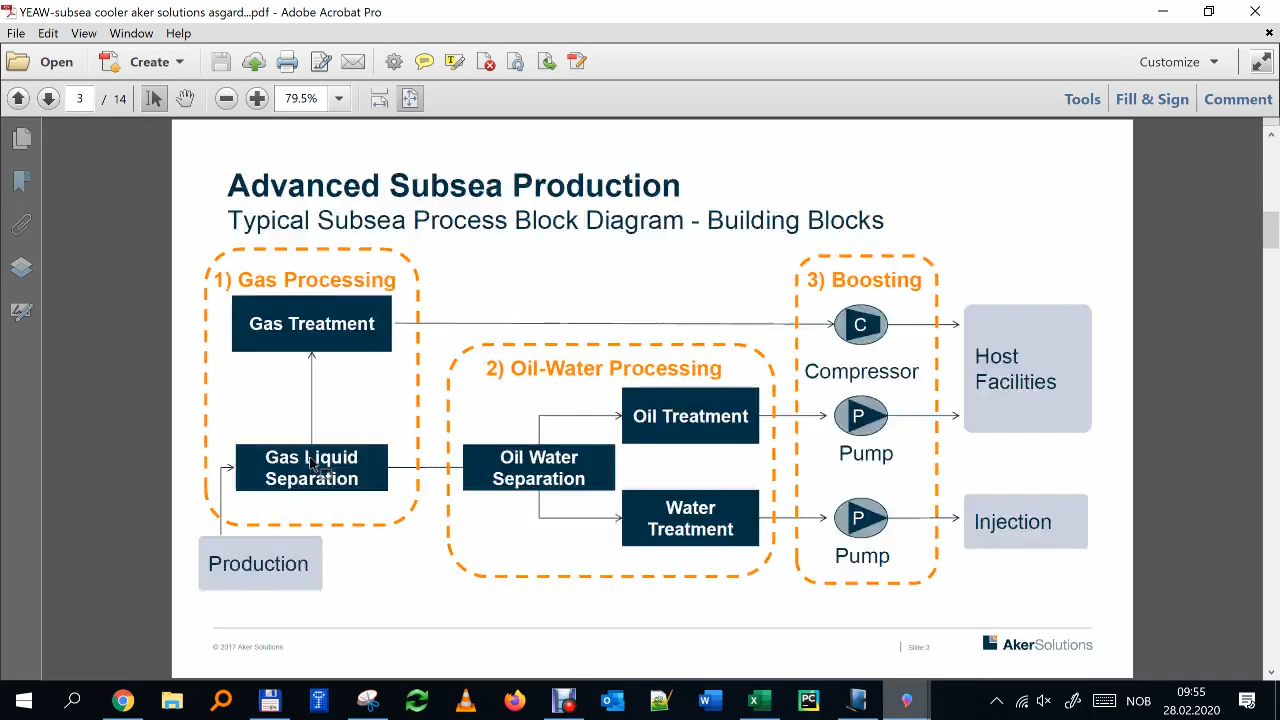 YEAW-subsea cooler aker solutions asgard...pdf - Adobe Acrobat Pro
File Edit View Window Help
Open Create Customize
3 / 14 79.5% Tools Fill & Sign Comment
Advanced Subsea Production
Typical Subsea Process Block Diagram - Building Blocks
1) Gas Processing
Gas Treatment
Gas Liquid
Separation
Production
2) Oil-Water Processing
Oil Water
Separation
Oil Treatment
Water
Treatment
3) Boosting
C
Compressor
P
Pump
P
Pump
Host
Facilities
Injection
© 2017 Aker Solutions
Slide 3
AkerSolutions
NOB
09:55
28.02.2020